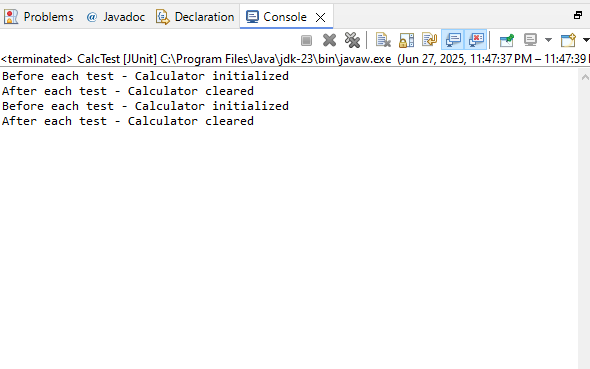 Problems @ Javadoc Declaration Console
<terminated> CalcTest [JUnit] C:\Program Files\Java\jdk-23\bin\javaw.exe (Jun 27, 2025, 11:47:37 PM – 11:47:39
Before each test - Calculator initialized
After each test - Calculator cleared
Before each test - Calculator initialized
After each test - Calculator cleared